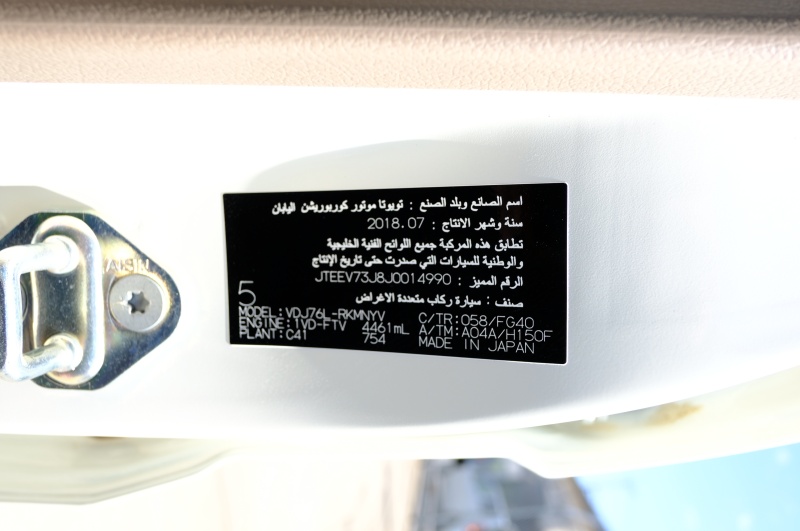 اسم الصانع وبلد الصنع : تويوتا موتور كوربوريشن اليابان
سنة وشهر الانتاج : 2018.07
تطابق هذه المركبة جميع اللوائح الفنية الخليجية
والوطنية للسيارات التي صدرت حتى تاريخ الإنتاج
الرقم المميز : JTEEV73J8J0014990
صنف : سيارة ركاب متعددة الاغراض
5
MODEL: VDJ76L-RKMNYV C/TR: 058/FG40
ENGINE: 1VD-FTV 4461mL A/TM: A04A/H150F
PLANT: C41 754 MADE IN JAPAN
AISIN